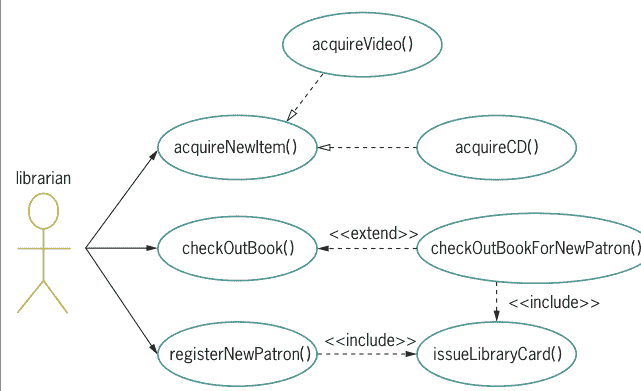 acquireVideo()
acquireNewItem()
acquireCD()
librarian
checkOutBook()
<<extend>>
checkOutBookForNewPatron()
<<include>>
registerNewPatron()
<<include>>
issueLibraryCard()